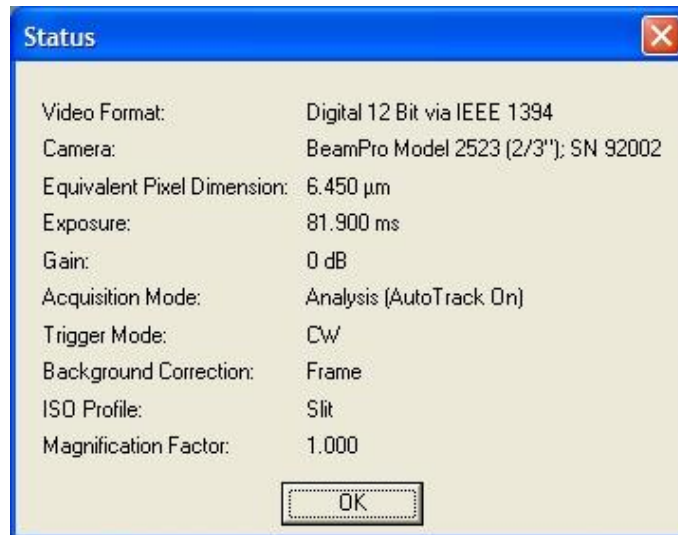 Status
Video Format: Digital 12 Bit via IEEE 1394
Camera: BeamPro Model 2523 (2/3"); SN 92002
Equivalent Pixel Dimension: 6.450 µm
Exposure: 81.900 ms
Gain: 0 dB
Acquisition Mode: Analysis (AutoTrack On)
Trigger Mode: CW
Background Correction: Frame
ISO Profile: Slit
Magnification Factor: 1.000
OK